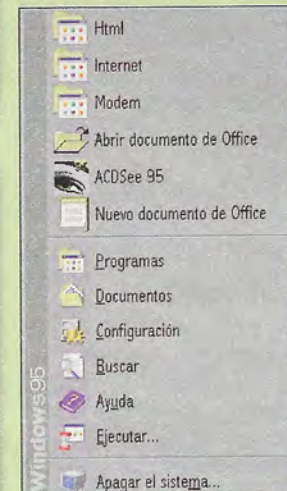 Html
Internet
Modem
Abrir documento de Office
ACDSee 95
Nuevo documento de Office
Programas
Documentos
Configuración
Buscar
Ayuda
Ejecutar...
Apagar el sistema...
Windows95